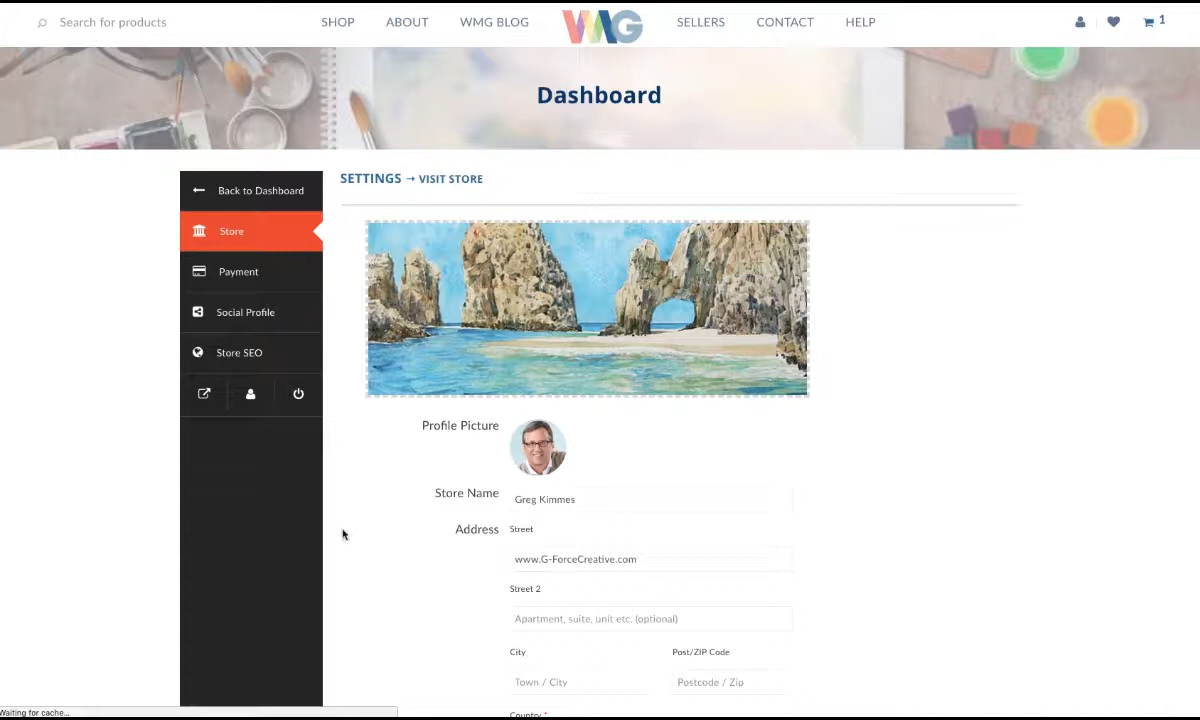 Search for products SHOP ABOUT WMG BLOG WMG SELLERS CONTACT HELP 1
Dashboard
Back to Dashboard
Store
Payment
Social Profile
Store SEO
SETTINGS → VISIT STORE
Profile Picture
Store Name Greg Kimmes
Address Street
www.G-ForceCreative.com
Street 2
Apartment, suite, unit etc. (optional)
City Post/ZIP Code
Town / City Postcode / Zip
Country *
Waiting for cache...